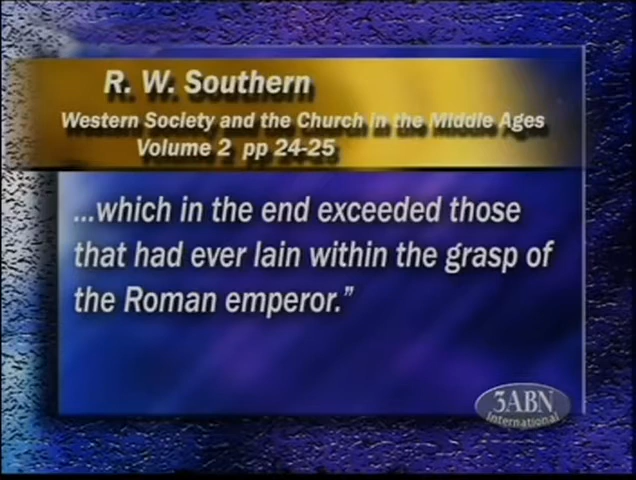 R. W. Southern
Western Society and the Church in the Middle Ages
Volume 2 pp 24-25
...which in the end exceeded those
that had ever lain within the grasp of
the Roman emperor.”
3ABN
International